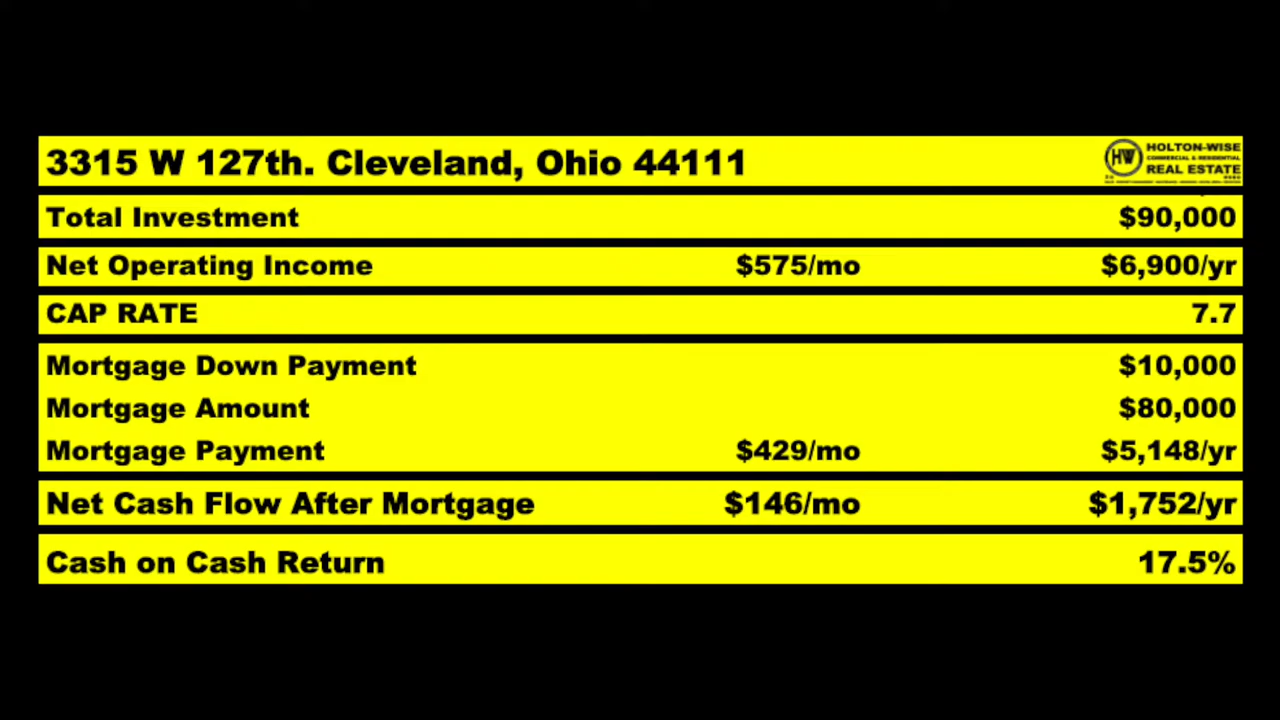 3315 W 127th. Cleveland, Ohio 44111
HOLTON-WISE
COMMERCIAL & RESIDENTIAL
REAL ESTATE
HW
Total Investment $90,000
Net Operating Income $575/mo $6,900/yr
CAP RATE 7.7
Mortgage Down Payment $10,000
Mortgage Amount $80,000
Mortgage Payment $429/mo $5,148/yr
Net Cash Flow After Mortgage $146/mo $1,752/yr
Cash on Cash Return 17.5%